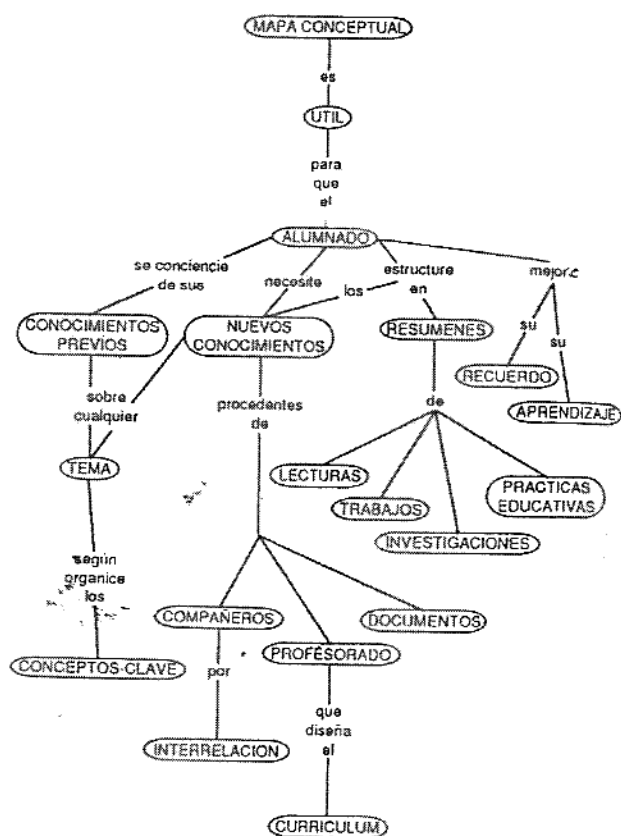 MAPA CONCEPTUAL
es
UTIL
para
que
el
ALUMNADO
se conciencie
de sus
necesite
los
estructure
en
mejore
CONOCIMIENTOS
PREVIOS
NUEVOS
CONOCIMIENTOS
RESUMENES
su
RECUERDO
su
APRENDIZAJE
sobre
cualquier
procedentes
de
de
TEMA
LECTURAS
TRABAJOS
INVESTIGACIONES
PRACTICAS
EDUCATIVAS
según
organice
los
CONCEPTOS-CLAVE
COMPAÑEROS
PROFESORADO
DOCUMENTOS
por
INTERRELACION
que
diseña
el
CURRICULUM